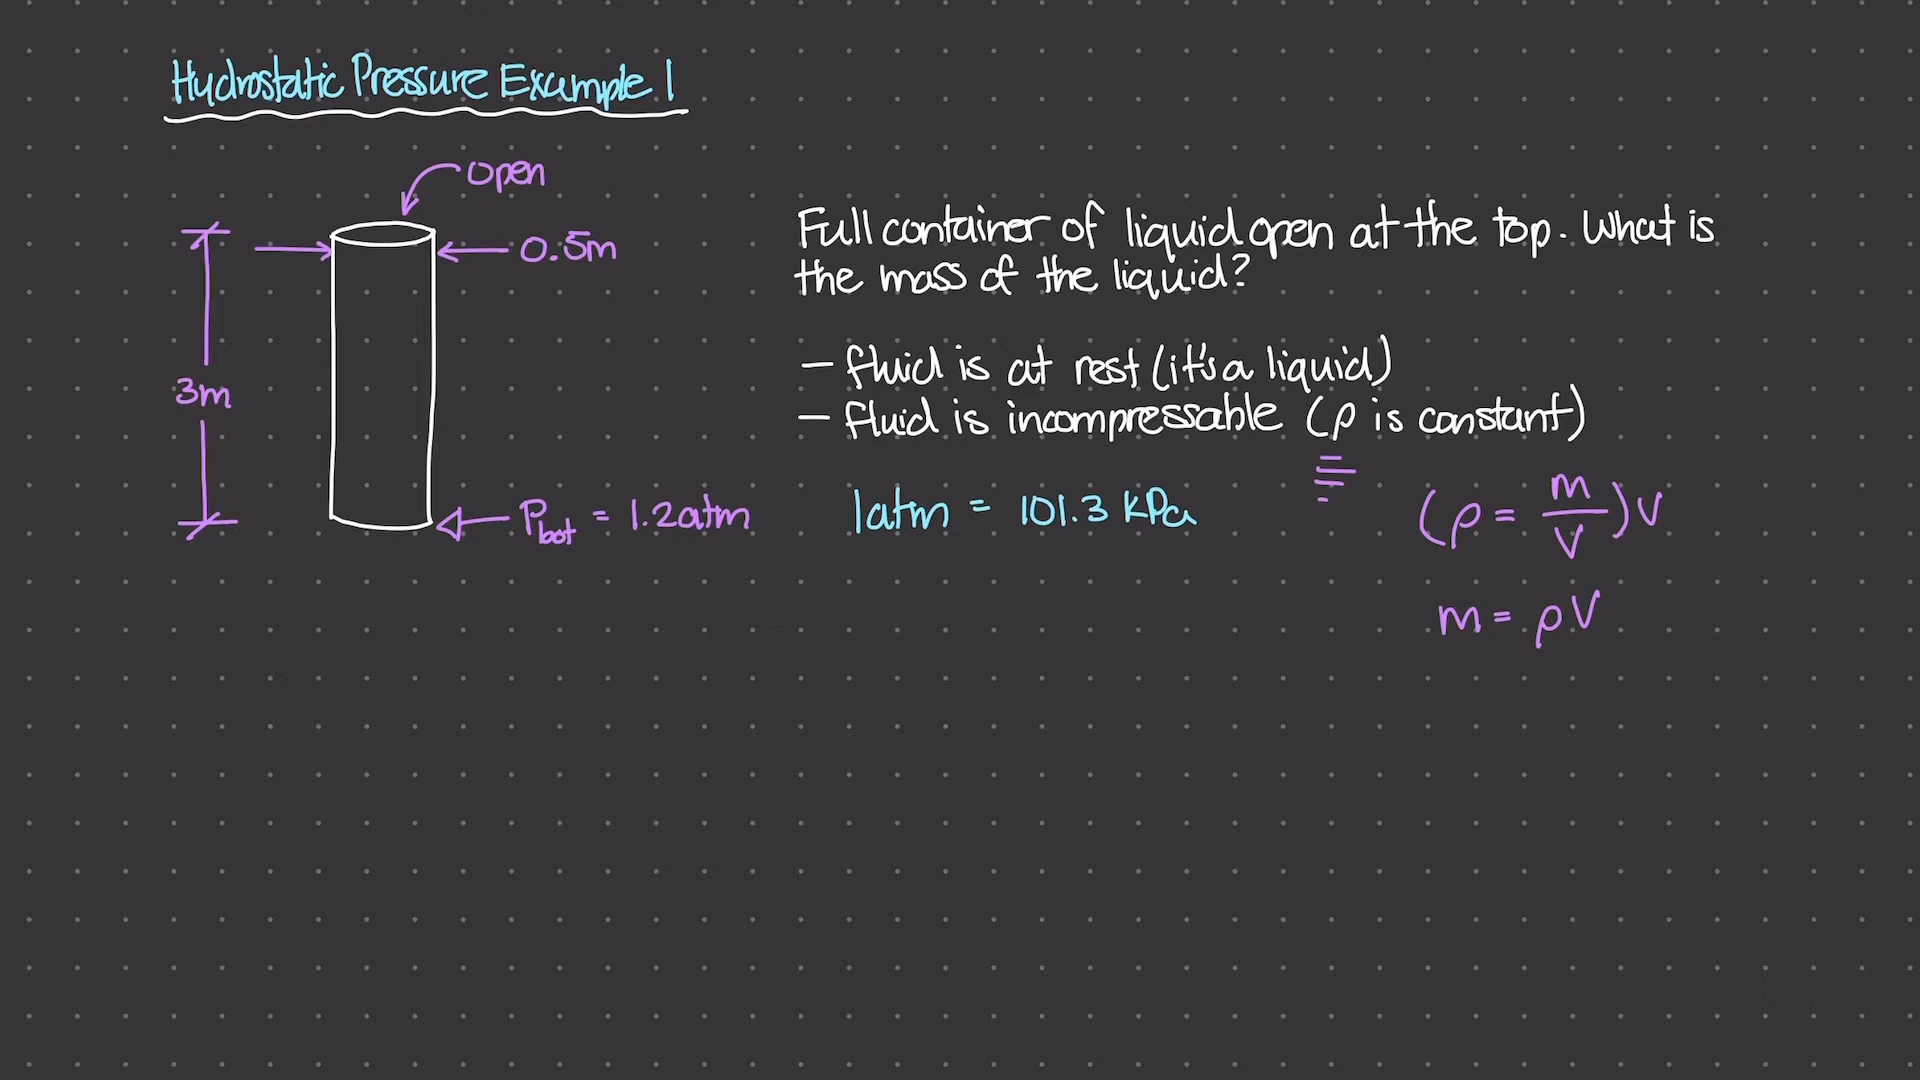 Hydrostatic Pressure Example 1
Open
0.5m
3m
P_bot = 1.2atm
Full container of liquid open at the top. What is
the mass of the liquid?
— fluid is at rest (it's a liquid)
— fluid is incompressable (ρ is constant)
1atm = 101.3 kPa
(ρ = m/V)V
m = ρV